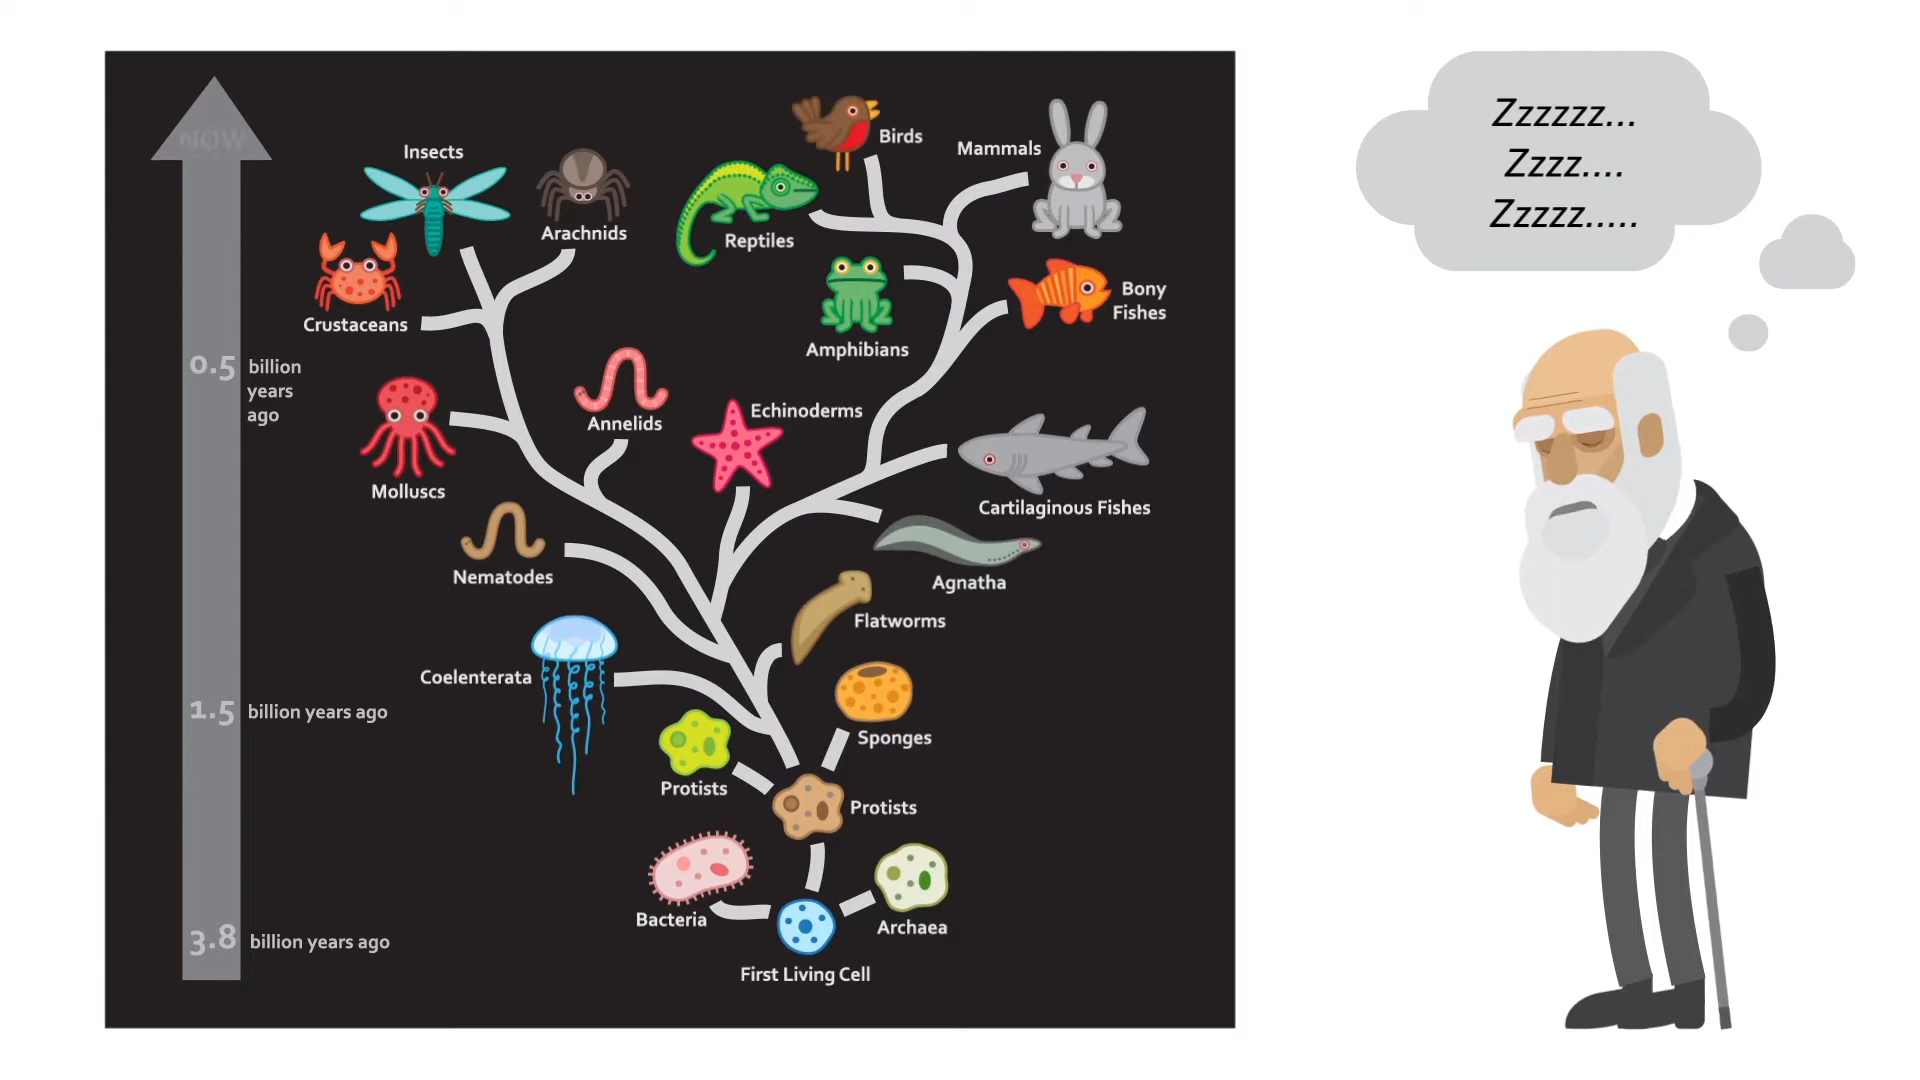 NOW
Insects
Arachnids
Crustaceans
Birds
Mammals
Reptiles
Amphibians
Bony
Fishes
0.5 billion
years
ago
Molluscs
Annelids
Echinoderms
Cartilaginous Fishes
Nematodes
Agnatha
Flatworms
Coelenterata
1.5 billion years ago
Sponges
Protists
Protists
Bacteria
Archaea
3.8 billion years ago
First Living Cell
Zzzzzz...
Zzzz....
Zzzzz.....